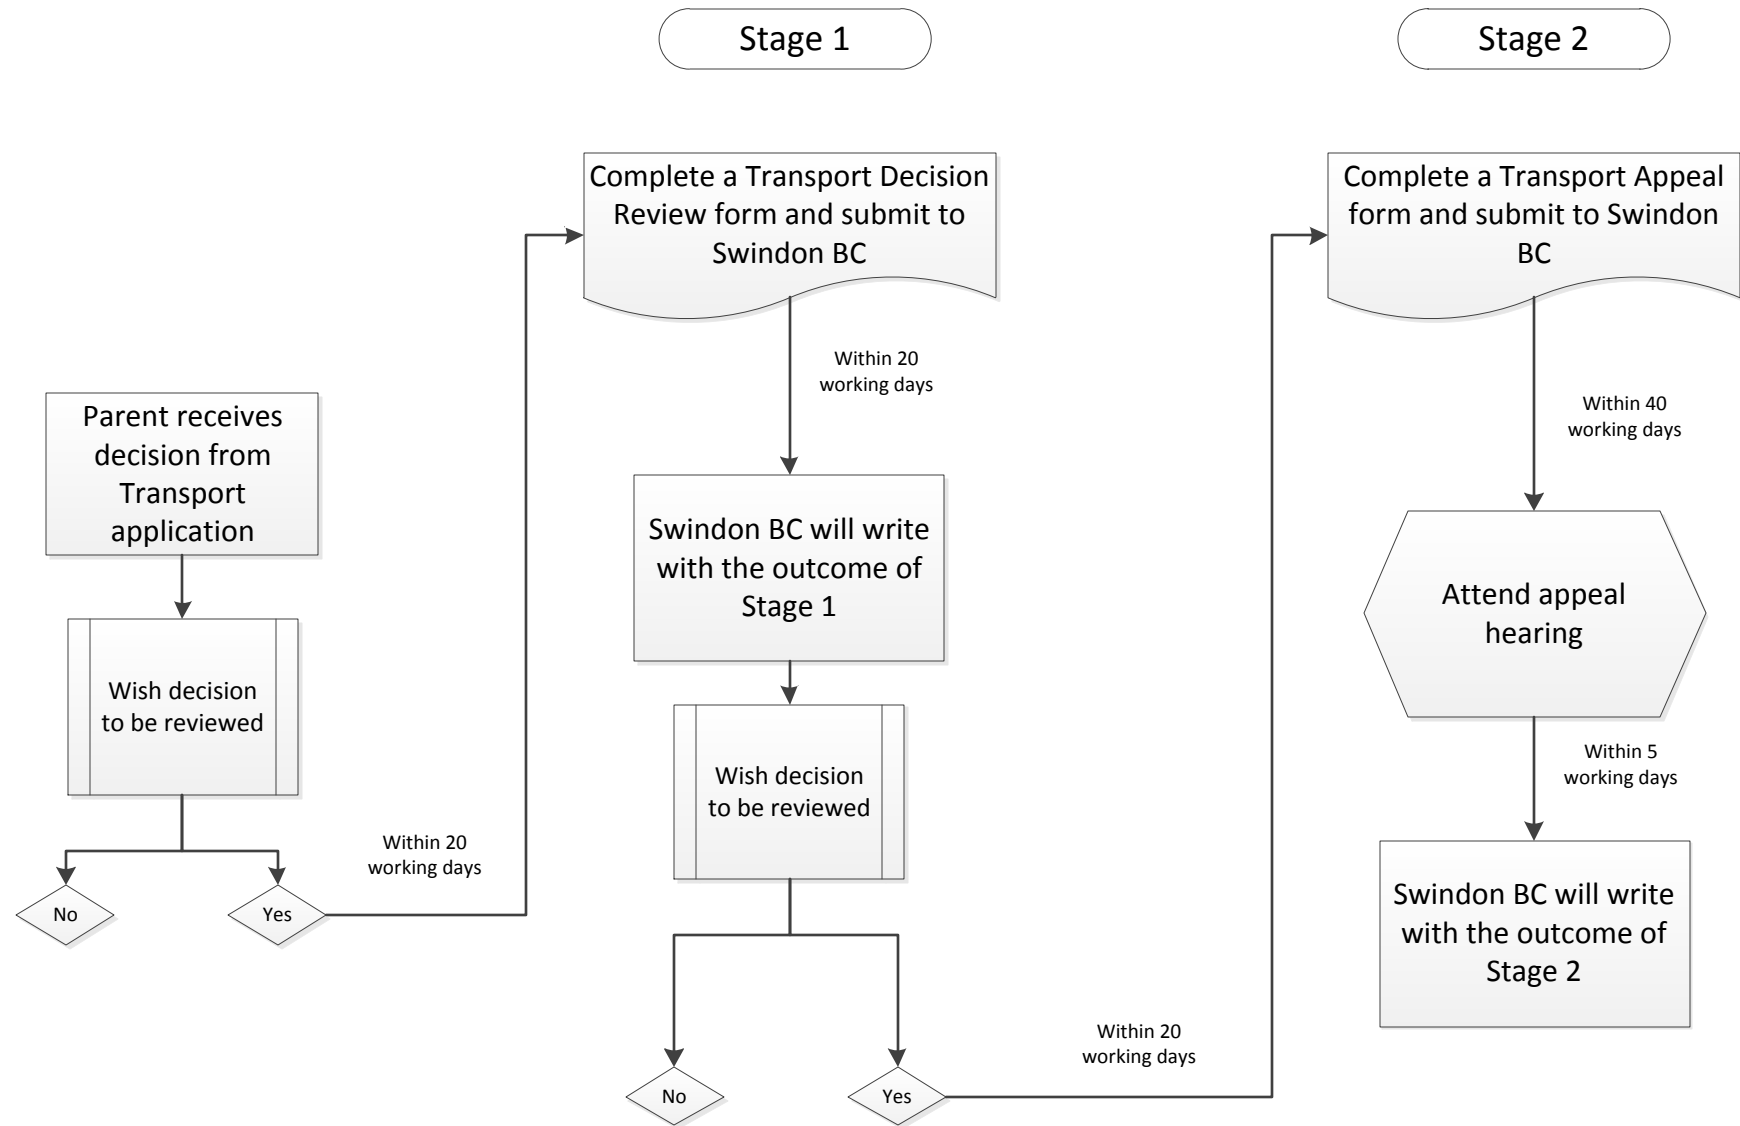 Stage 1
Stage 2
Parent receives
decision from
Transport
application
Wish decision
to be reviewed
No
Yes
Within 20
working days
Complete a Transport Decision
Review form and submit to
Swindon BC
Within 20
working days
Swindon BC will write
with the outcome of
Stage 1
Wish decision
to be reviewed
No
Yes
Within 20
working days
Complete a Transport Appeal
form and submit to Swindon
BC
Within 40
working days
Attend appeal
hearing
Within 5
working days
Swindon BC will write
with the outcome of
Stage 2